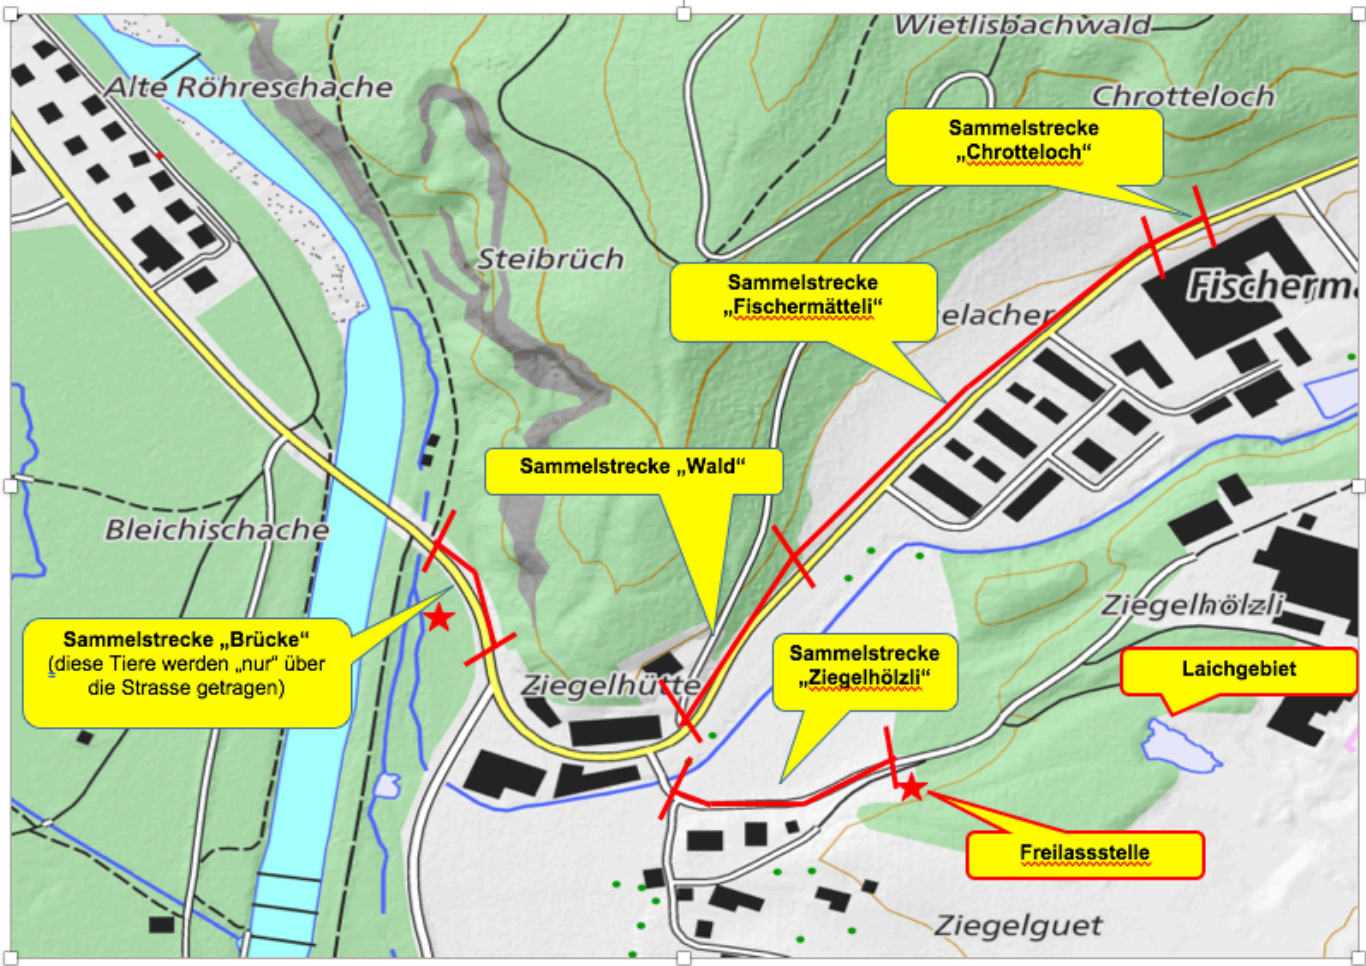 Wietlisbachwald
Alte Röhreschache
Chrotteloch
Sammelstrecke
„Chrotteloch“
Steibrüch
Sammelstrecke
„Fischermätteli“
elacher
Fischermä
Sammelstrecke „Wald“
Bleichischache
Ziegelhölzli
Sammelstrecke „Brücke“
(diese Tiere werden „nur“ über
die Strasse getragen)
Sammelstrecke
„Ziegelhölzli“
Laichgebiet
Ziegelhütte
Freilassstelle
Ziegelguet